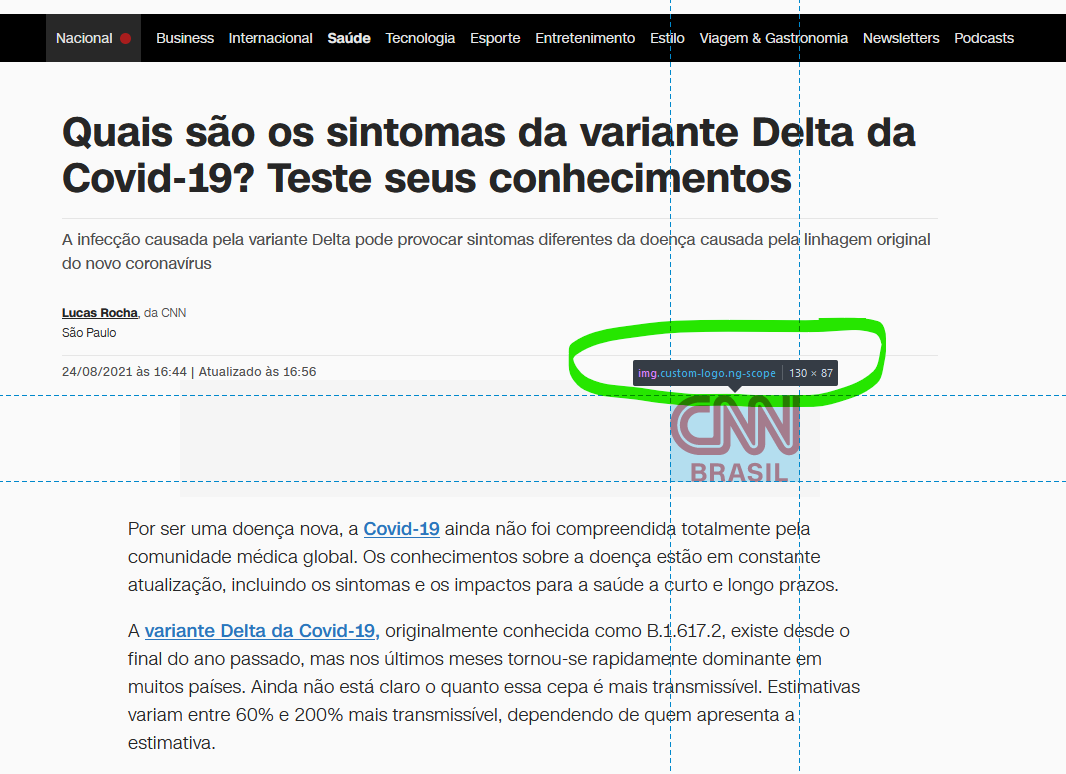 Nacional Business Internacional Saúde Tecnologia Esporte Entretenimento Estilo Viagem & Gastronomia Newsletters Podcasts
Quais são os sintomas da variante Delta da
Covid-19? Teste seus conhecimentos
A infecção causada pela variante Delta pode provocar sintomas diferentes da doença causada pela linhagem original
do novo coronavírus
Lucas Rocha, da CNN
São Paulo
24/08/2021 às 16:44 | Atualizado às 16:56
img.custom-logo.ng-scope 130 × 87
CNN
BRASIL
Por ser uma doença nova, a Covid-19 ainda não foi compreendida totalmente pela
comunidade médica global. Os conhecimentos sobre a doença estão em constante
atualização, incluindo os sintomas e os impactos para a saúde a curto e longo prazos.
A variante Delta da Covid-19, originalmente conhecida como B.1.617.2, existe desde o
final do ano passado, mas nos últimos meses tornou-se rapidamente dominante em
muitos países. Ainda não está claro o quanto essa cepa é mais transmissível. Estimativas
variam entre 60% e 200% mais transmissível, dependendo de quem apresenta a
estimativa.